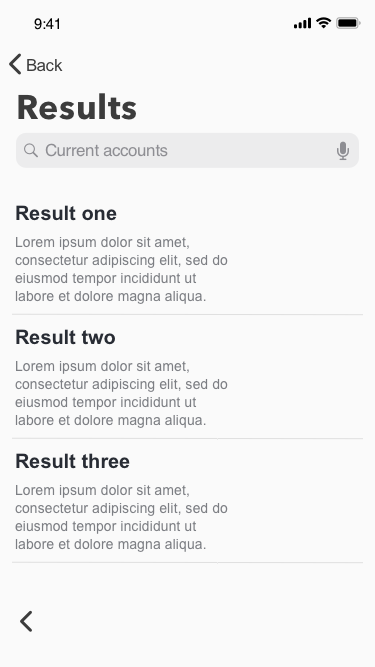 9:41
Back
Results
Current accounts
Result one
Lorem ipsum dolor sit amet,
consectetur adipiscing elit, sed do
eiusmod tempor incididunt ut
labore et dolore magna aliqua.
Result two
Lorem ipsum dolor sit amet,
consectetur adipiscing elit, sed do
eiusmod tempor incididunt ut
labore et dolore magna aliqua.
Result three
Lorem ipsum dolor sit amet,
consectetur adipiscing elit, sed do
eiusmod tempor incididunt ut
labore et dolore magna aliqua.